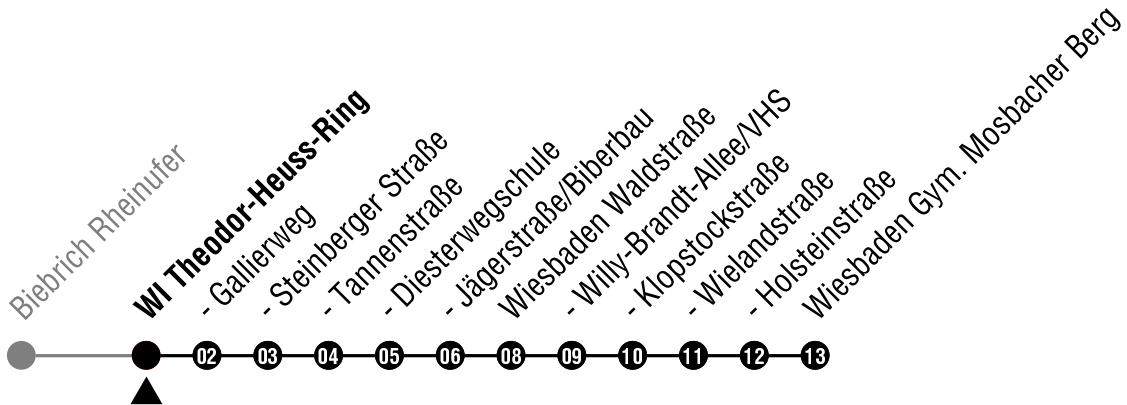 Biebrich Rheinufer
WI Theodor-Heuss-Ring
- Gallierweg
- Steinberger Straße
- Tannenstraße
- Diesterwegschule
- Jägerstraße/Biberbau
Wiesbaden Waldstraße
- Willy-Brandt-Allee/VHS
- Klopstockstraße
- Wielandstraße
- Holsteinstraße
Wiesbaden Gym. Mosbacher Berg
02 03 04 05 06 08 09 10 11 12 13